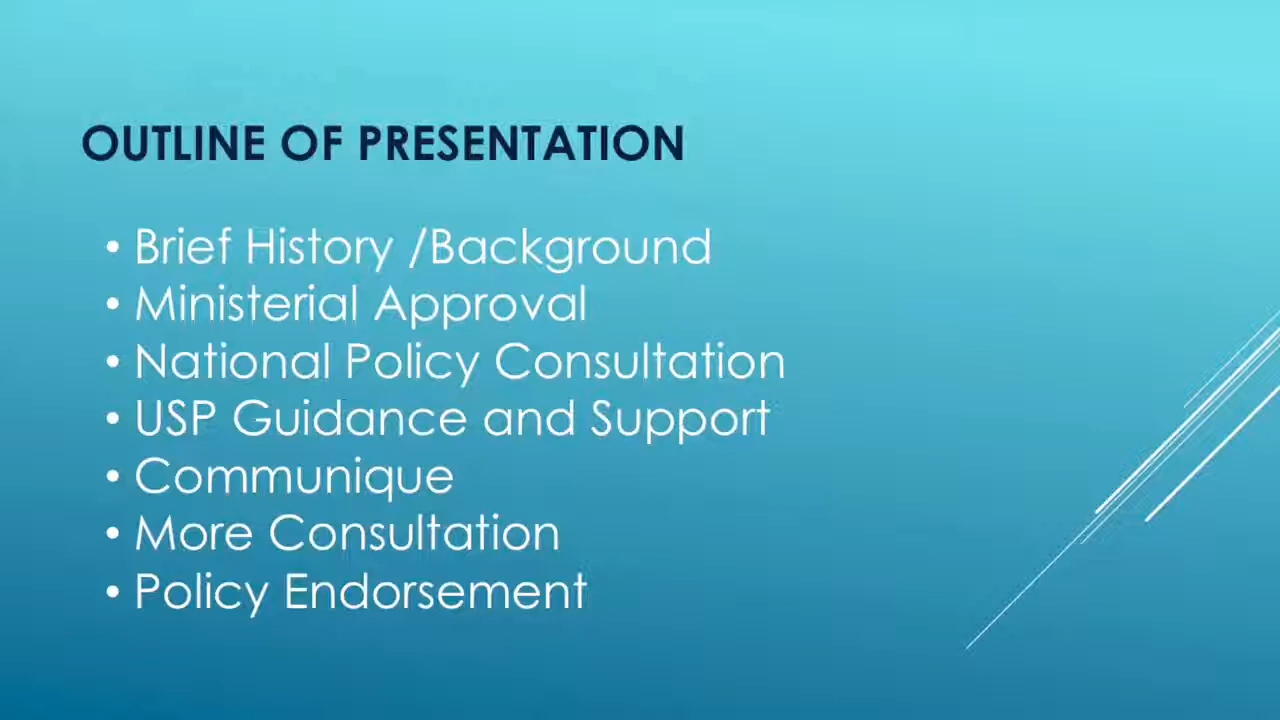 OUTLINE OF PRESENTATION
• Brief History /Background
• Ministerial Approval
• National Policy Consultation
• USP Guidance and Support
• Communique
• More Consultation
• Policy Endorsement